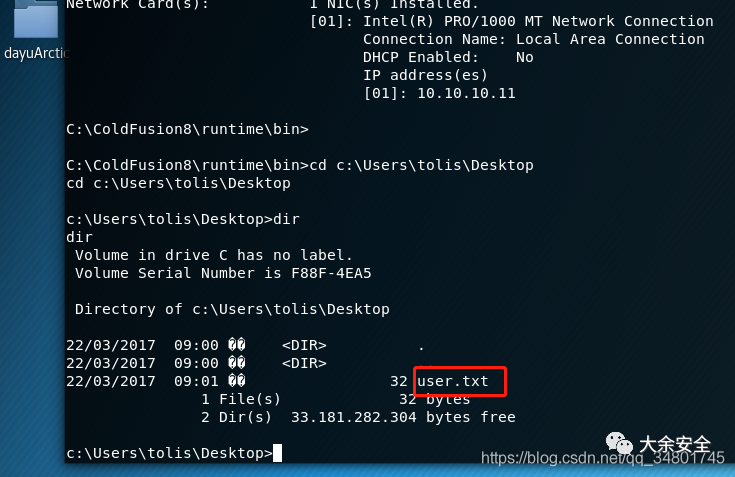 Network Card(s): 1 NIC(s) Installed.
[01]: Intel(R) PRO/1000 MT Network Connection
Connection Name: Local Area Connection
DHCP Enabled: No
IP address(es)
[01]: 10.10.10.11
dayuArctic
C:\ColdFusion8\runtime\bin>
C:\ColdFusion8\runtime\bin>cd c:\Users\tolis\Desktop
cd c:\Users\tolis\Desktop
c:\Users\tolis\Desktop>dir
dir
Volume in drive C has no label.
Volume Serial Number is F88F-4EA5
Directory of c:\Users\tolis\Desktop
22/03/2017 09:00 �� <DIR> .
22/03/2017 09:00 �� <DIR> ..
22/03/2017 09:01 �� 32 user.txt
1 File(s) 32 bytes
2 Dir(s) 33.181.282.304 bytes free
c:\Users\tolis\Desktop>
大余安全
https://blog.csdn.net/qq_34801745